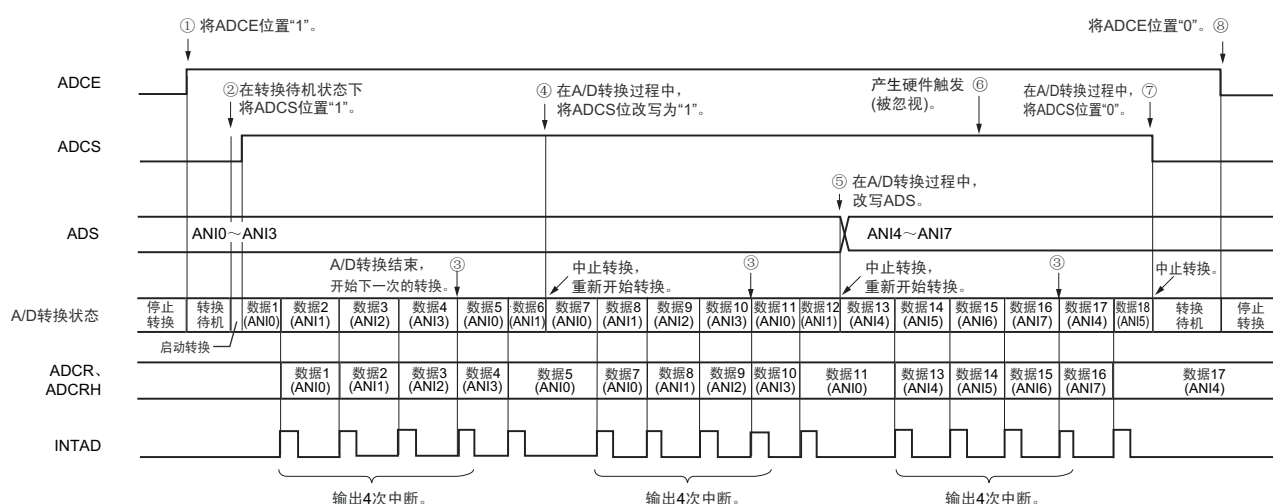 ① 将ADCE位置“1”。
将ADCE位置“0”。 ⑧
ADCE
②在转换待机状态下
将ADCS位置“1”。
④ 在A/D转换过程中，
将ADCS位改写为“1”。
产生硬件触发 ⑥
(被忽视)。
在A/D转换过程中， ⑦
将ADCS位置“0”。
ADCS
⑤ 在A/D转换过程中，
改写ADS。
ADS
ANI0～ANI3
ANI4～ANI7
A/D转换结束， ③
开始下一次的转换。
中止转换，
重新开始转换。
③
中止转换，
重新开始转换。
③
中止转换。
A/D转换状态
停止 转换 数据1 数据2 数据3 数据4 数据5 数据6 数据7 数据8 数据9 数据10 数据11 数据12 数据13 数据14 数据15 数据16 数据17 数据18 转换 停止
转换 待机 (ANI0) (ANI1) (ANI2) (ANI3) (ANI0) (ANI1) (ANI0) (ANI1) (ANI2) (ANI3) (ANI0) (ANI1) (ANI4) (ANI5) (ANI6) (ANI7) (ANI4) (ANI5) 待机 转换
启动转换
ADCR、
ADCRH
数据1 数据2 数据3 数据4 数据5 数据7 数据8 数据9 数据10 数据11 数据13 数据14 数据15 数据16 数据17
(ANI0) (ANI1) (ANI2) (ANI3) (ANI0) (ANI0) (ANI1) (ANI2) (ANI3) (ANI0) (ANI4) (ANI5) (ANI6) (ANI7) (ANI4)
INTAD
输出4次中断。 输出4次中断。 输出4次中断。